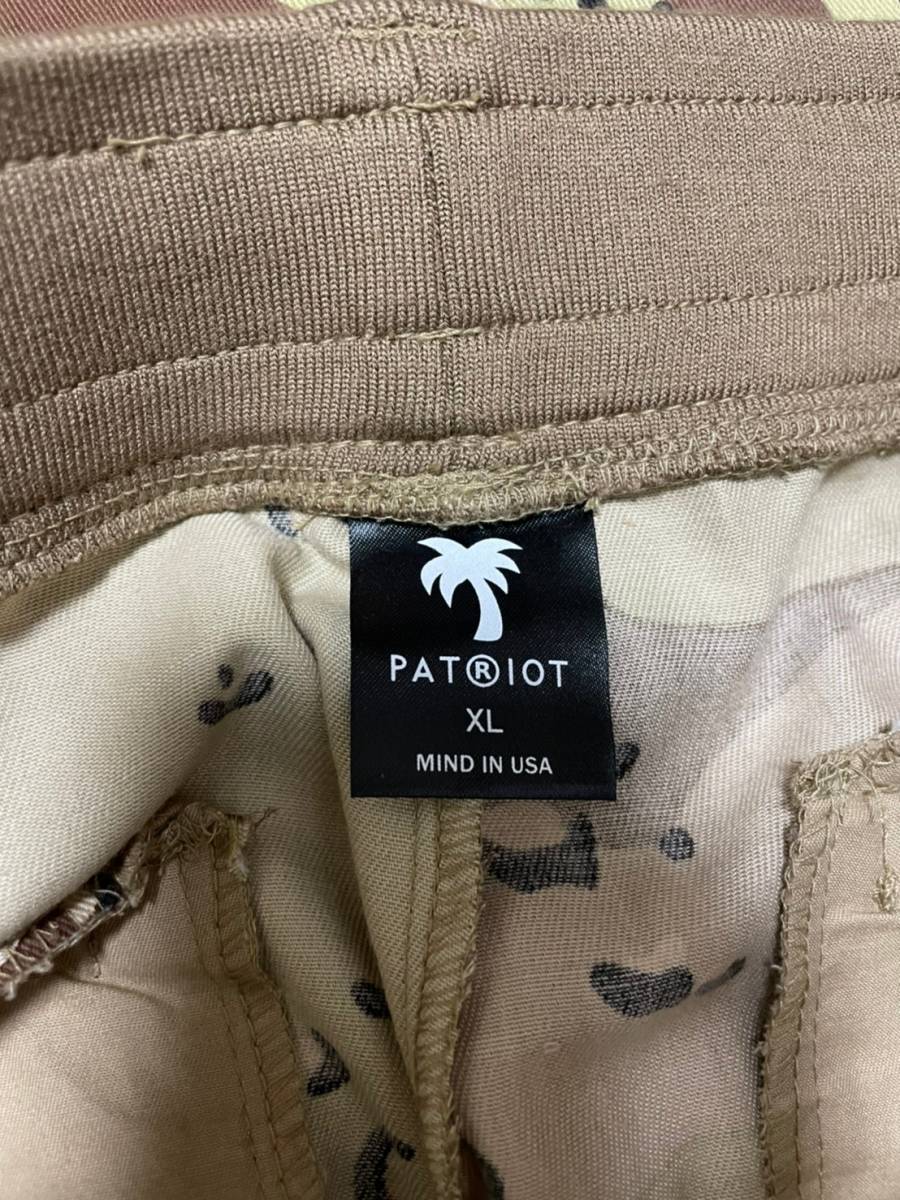 PAT®IOT
XL
MIND IN USA